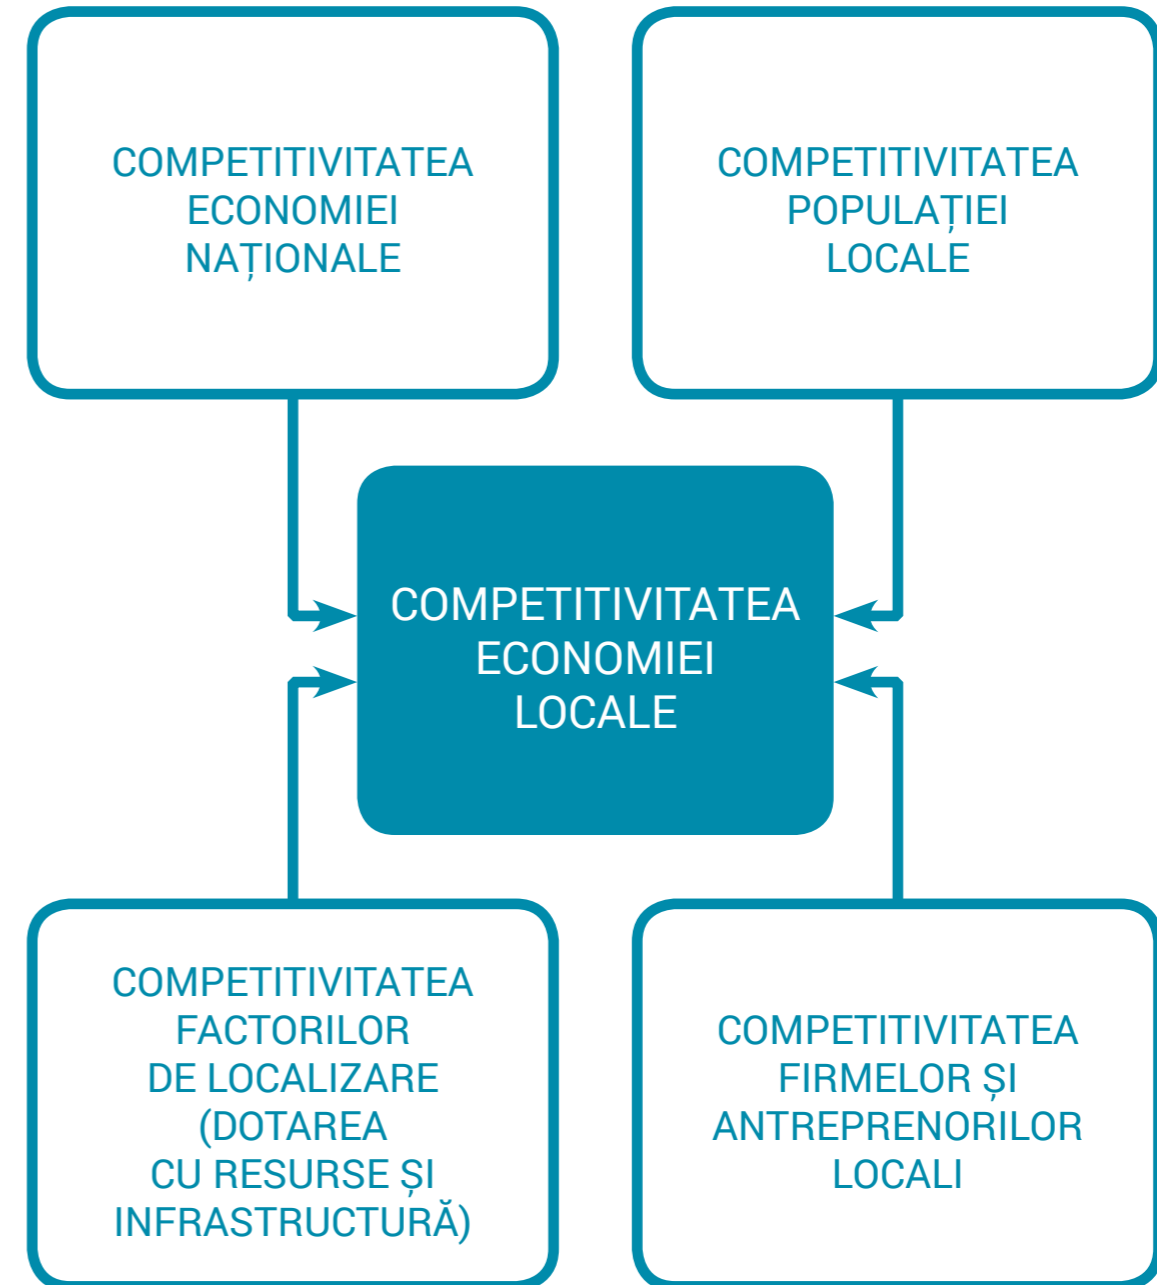 COMPETITIVITATEA
ECONOMIEI
NAȚIONALE
COMPETITIVITATEA
POPULAȚIEI
LOCALE
COMPETITIVITATEA
ECONOMIEI
LOCALE
COMPETITIVITATEA
FACTORILOR
DE LOCALIZARE
(DOTAREA
CU RESURSE ȘI
INFRASTRUCTURĂ)
COMPETITIVITATEA
FIRMELOR ȘI
ANTREPRENORILOR
LOCALI